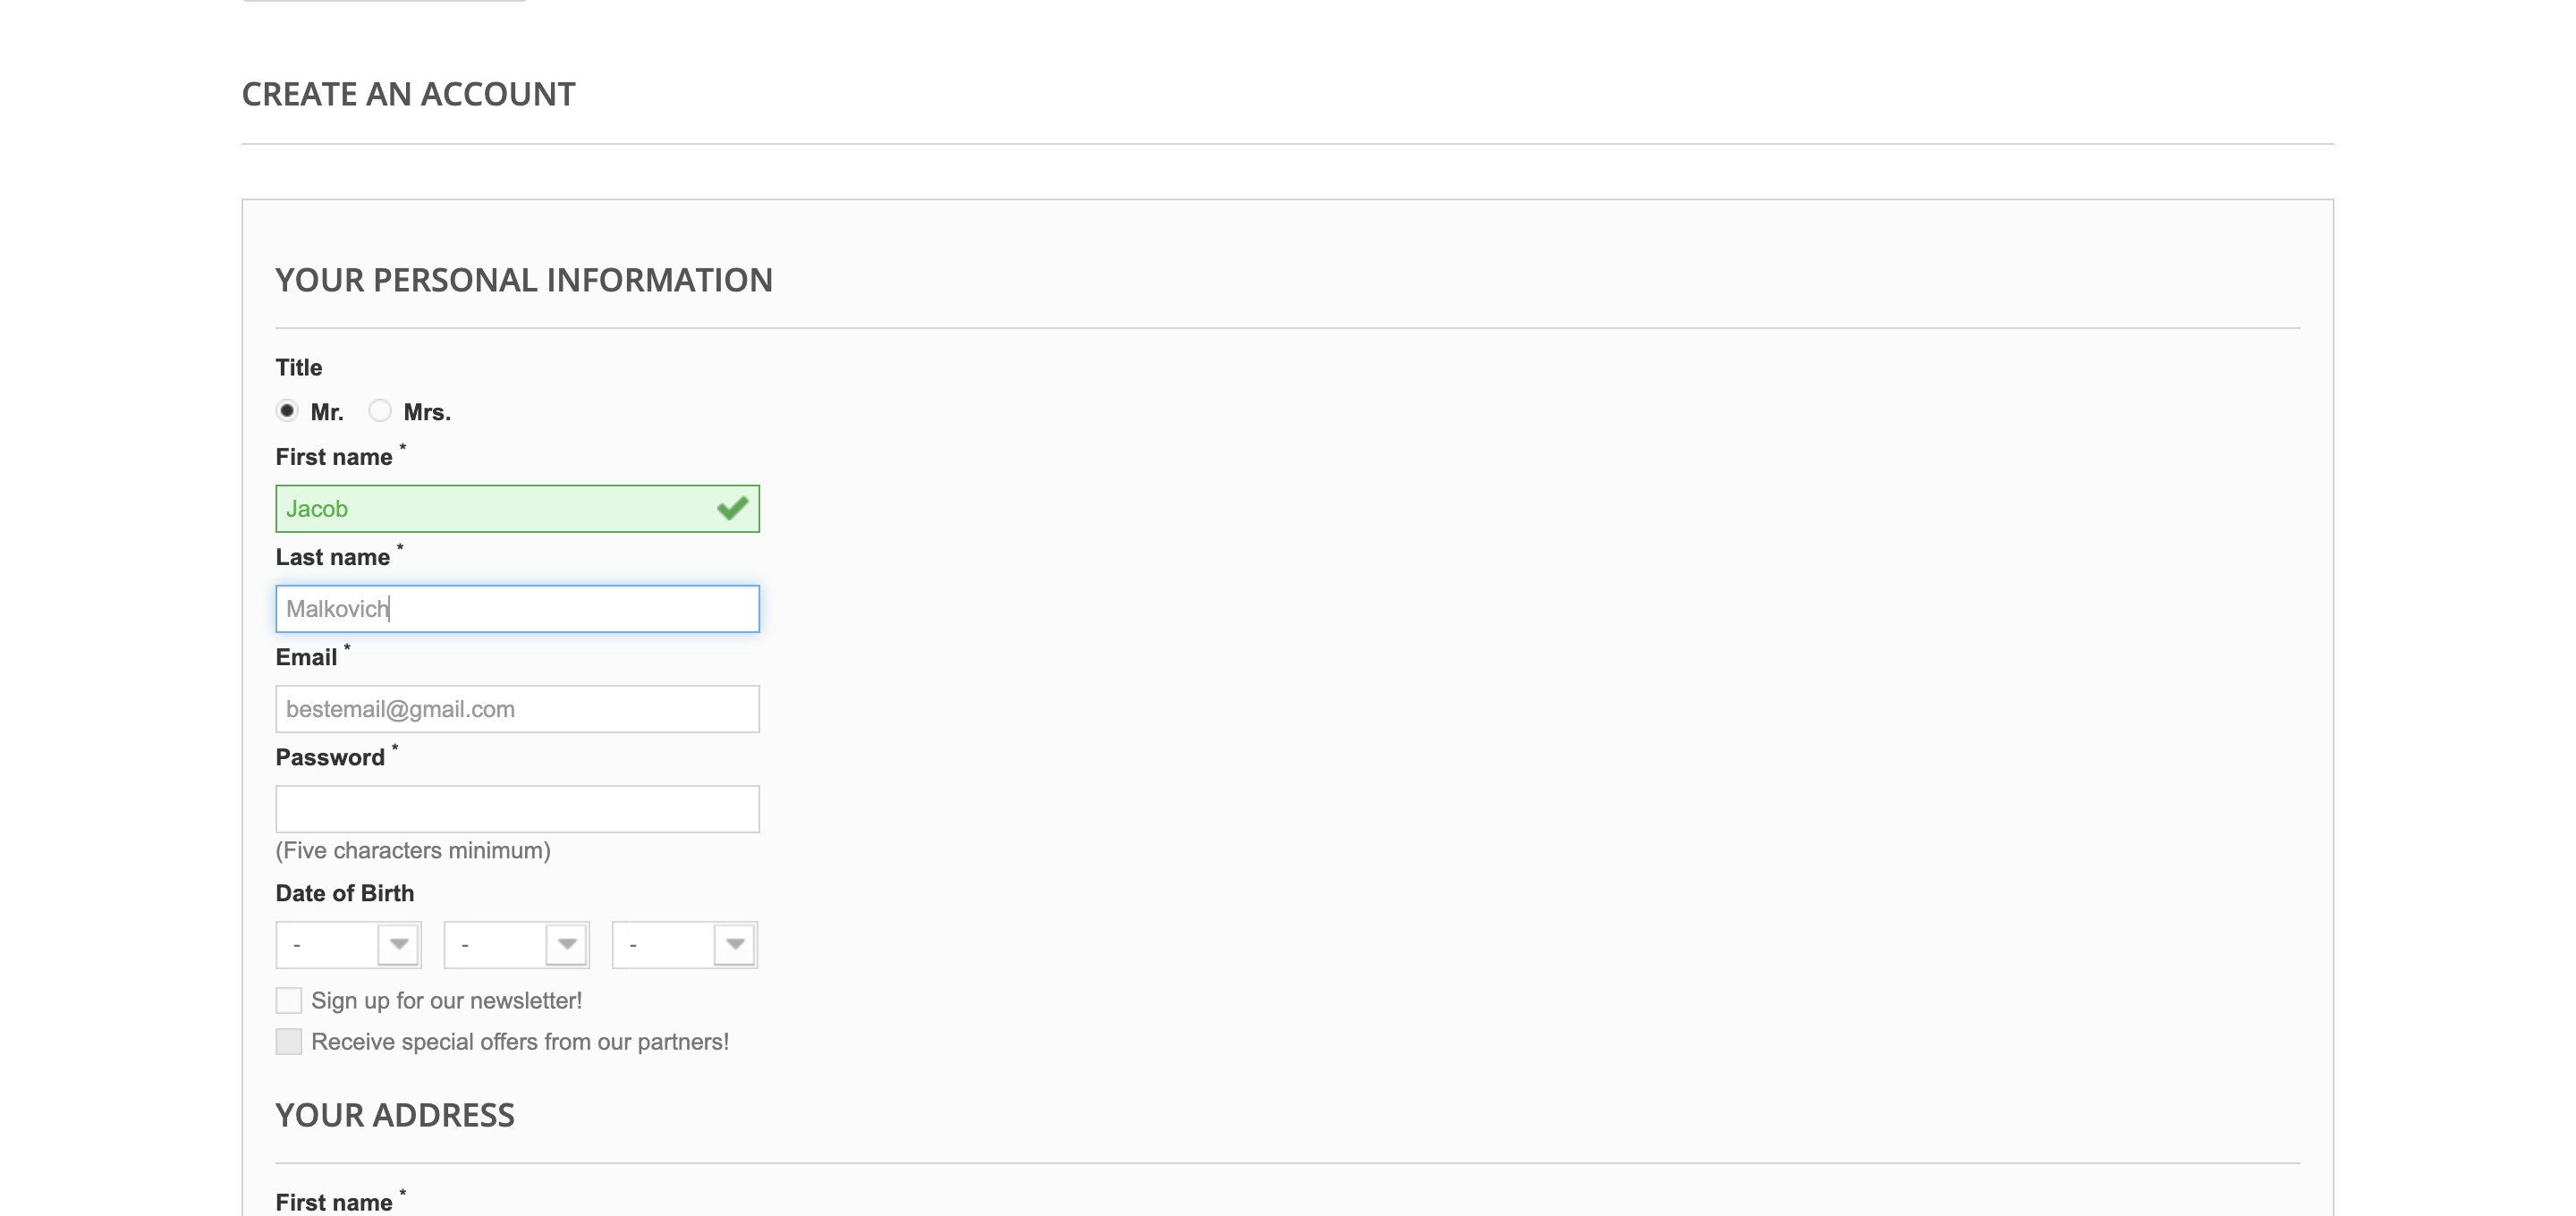 CREATE AN ACCOUNT
YOUR PERSONAL INFORMATION
Title
Mr. Mrs.
First name *
Jacob
Last name *
Malkovich
Email *
bestemail@gmail.com
Password *
(Five characters minimum)
Date of Birth
- - -
Sign up for our newsletter!
Receive special offers from our partners!
YOUR ADDRESS
First name *